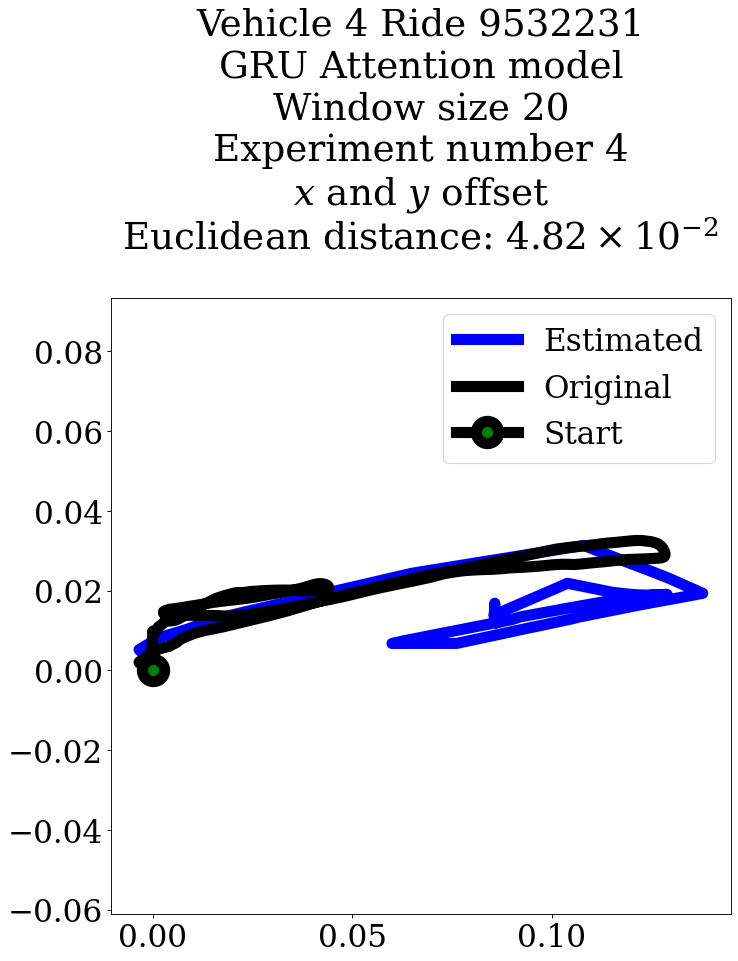 Vehicle 4 Ride 9532231
GRU Attention model
Window size 20
Experiment number 4
x and y offset
Euclidean distance: 4.82 × 10⁻²
Estimated
Original
Start
0.08
0.06
0.04
0.02
0.00
−0.02
−0.04
−0.06
0.00 0.05 0.10